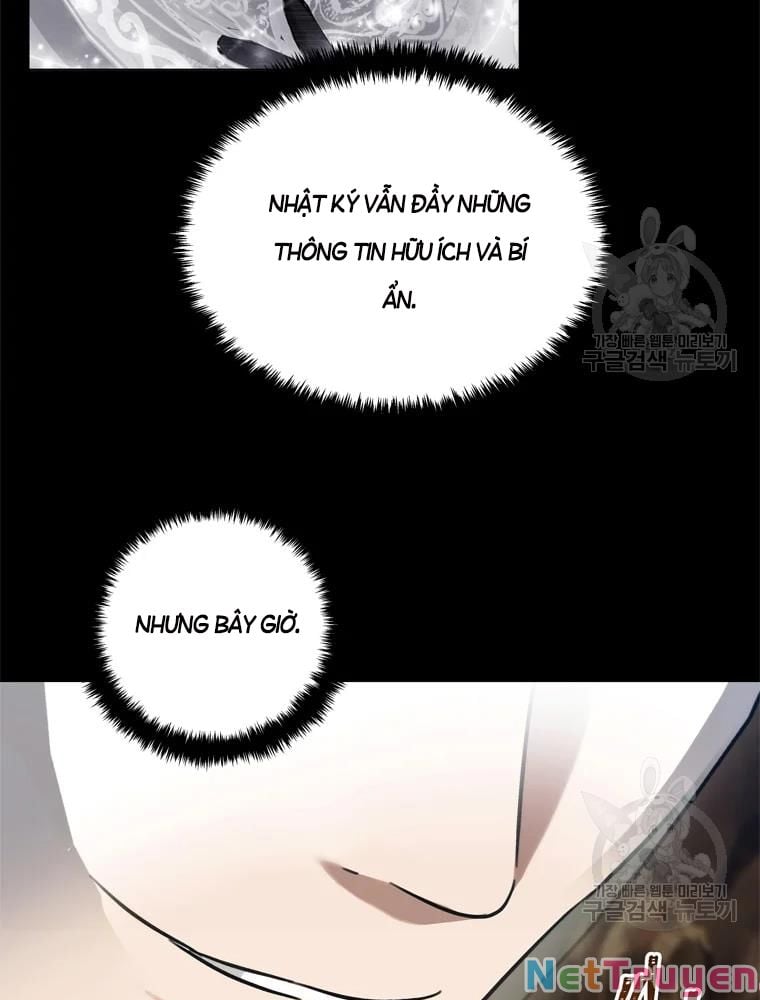 NHẬT KÝ VẪN ĐẦY NHỮNG
THÔNG TIN HỮU ÍCH VÀ BÍ
ẨN.
가장 빠른 웹툰 미리보기
구글검색 뉴토끼
NHƯNG BÂY GIỜ.
가장 빠른 웹툰 미리보기
구글검색 뉴토끼
NetTruyen